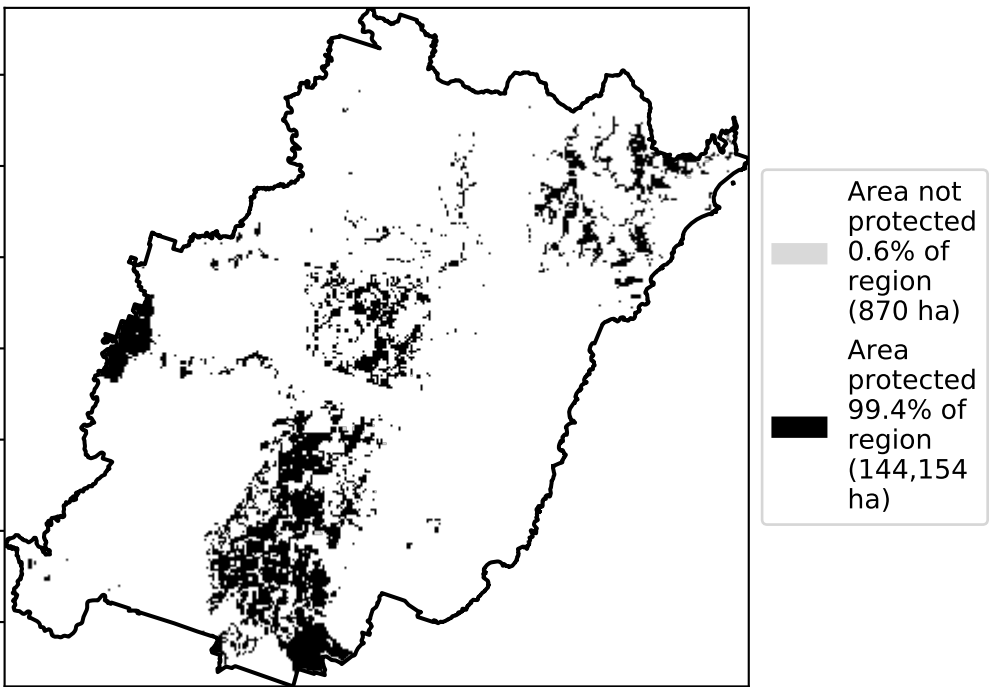 Area not
protected
0.6% of
region
(870 ha)
Area
protected
99.4% of
region
(144,154
ha)